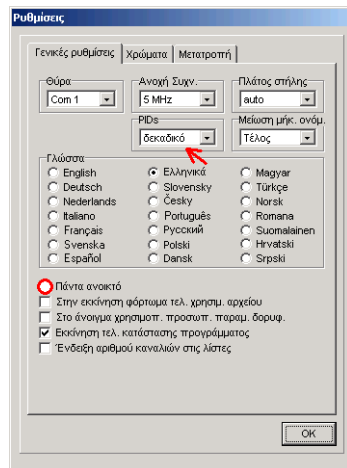 Ρυθμίσεις
Γενικές ρυθμίσεις Χρώματα Μετατροπή
Θύρα Ανοχή Συχν. Πλάτος στήλης
Com 1 5 MHz auto
PIDs Μείωση μήκ. ονόμ.
δεκαδικό Τέλος
Γλώσσα
English Ελληνικά Magyar
Deutsch Slovensky Türkçe
Nederlands Česky Norsk
Italiano Português Romana
Français Русский Suomalainen
Svenska Polski Hrvatski
Español Dansk Srpski
Πάντα ανοικτό
Στην εκκίνηση φόρτωμα τελ. χρησιμ. αρχείου
Στο άνοιγμα χρησιμοπ. προσωπ. παραμ. δορυφ.
Εκκίνηση τελ. κατάστασης προγράμματος
Ένδειξη αριθμού καναλιών στις λίστες
OK